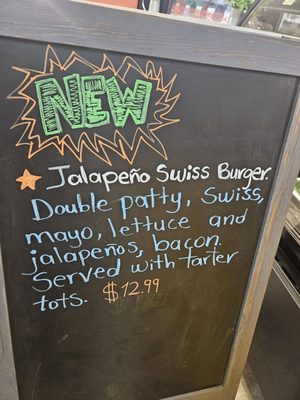 NEW
Jalapeño Swiss Burger.
Double patty, Swiss,
mayo, lettuce and
jalapeños, bacon.
Served with tarter
tots. $12.99